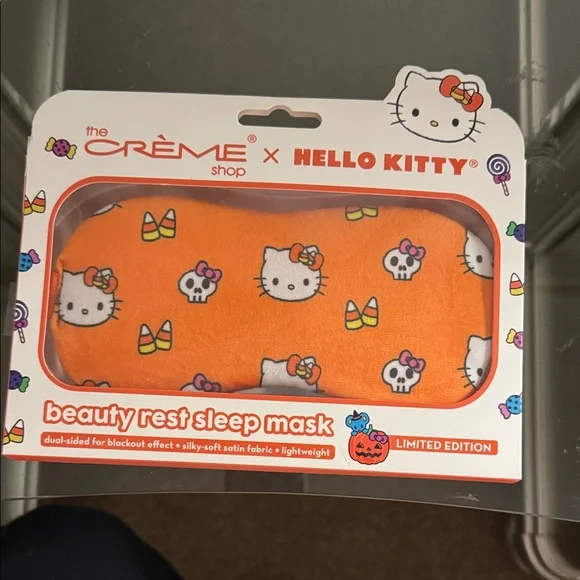 the
CRÈME®
shop
× HELLO KITTY®
beauty rest sleep mask
dual-sided for blackout effect • silky-soft satin fabric • lightweight
LIMITED EDITION